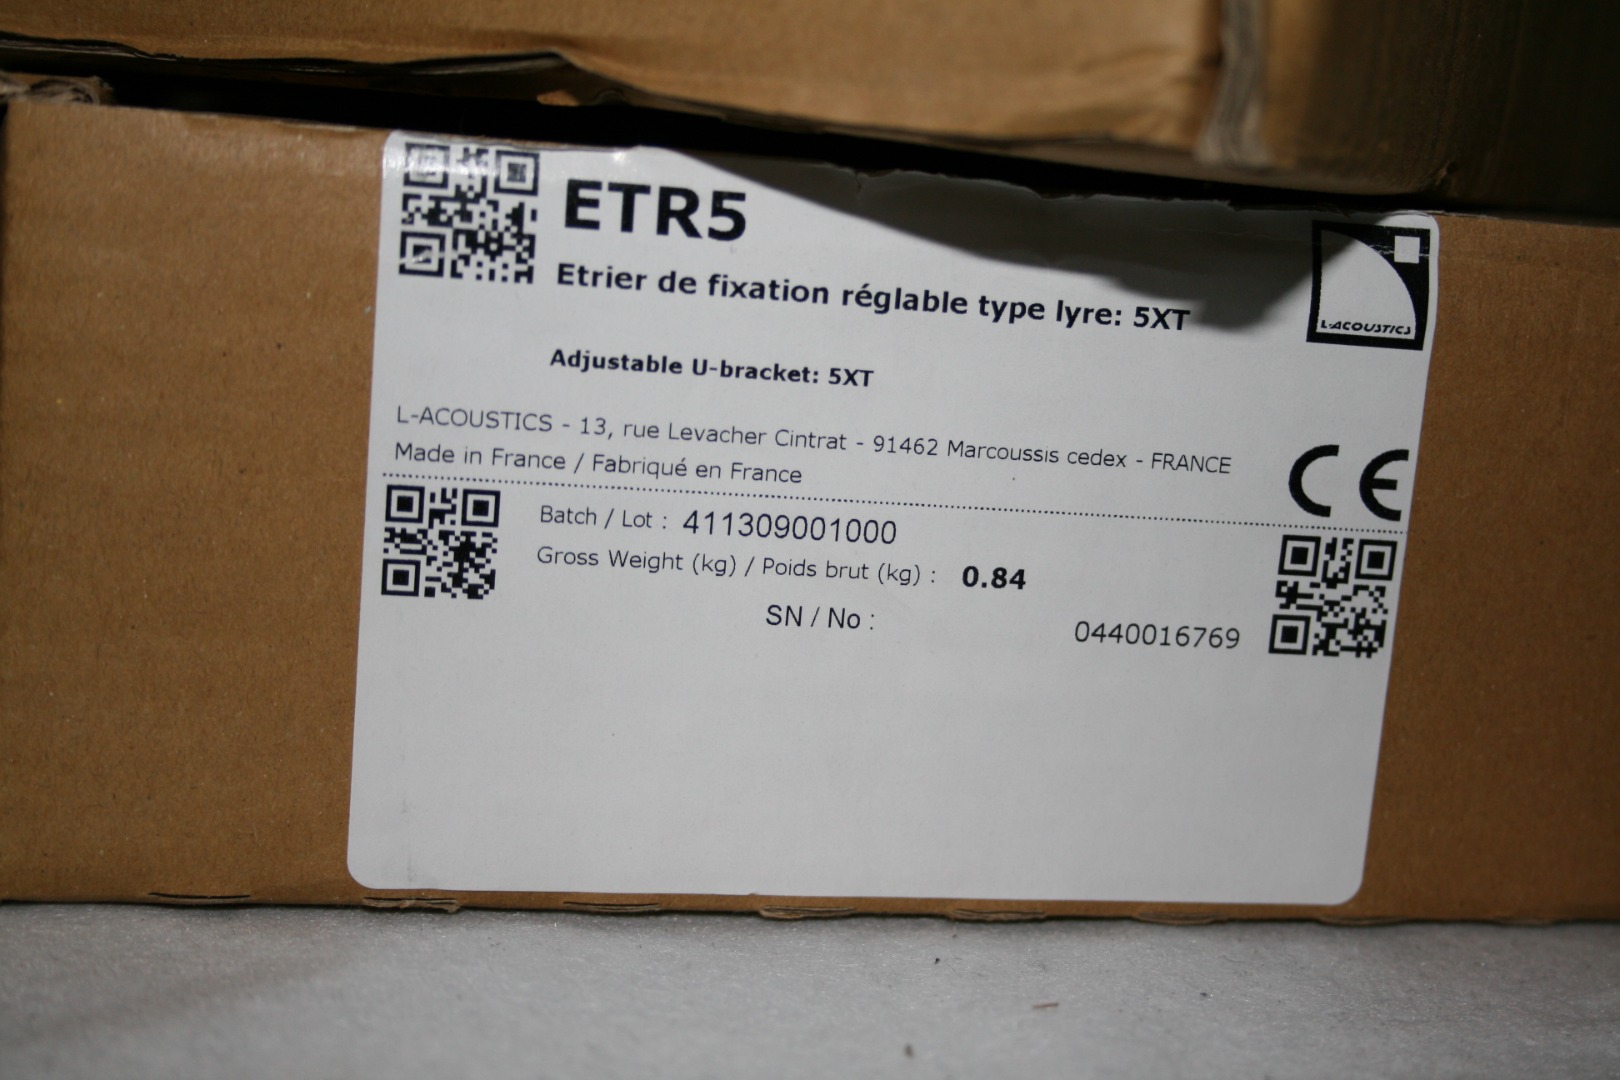 ETR5
Etrier de fixation réglable type lyre: 5XT
L-ACOUSTICS
Adjustable U-bracket: 5XT
L-ACOUSTICS - 13, rue Levacher Cintrat - 91462 Marcoussis cedex - FRANCE
Made in France / Fabriqué en France
CE
Batch / Lot : 411309001000
Gross Weight (kg) / Poids brut (kg) : 0.84
SN / No : 0440016769